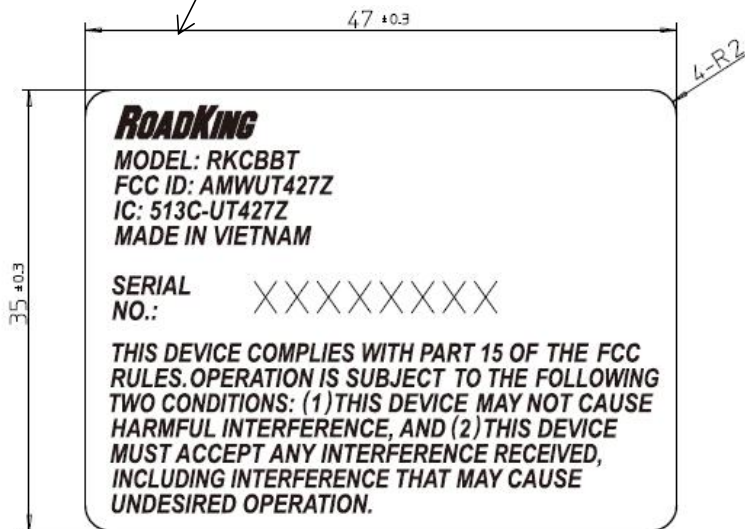 47 ±0.3
4-R2
35 ±0.3
ROADKING
MODEL: RKCBBT
FCC ID: AMWUT427Z
IC: 513C-UT427Z
MADE IN VIETNAM
SERIAL
NO.: XXXXXXXX
THIS DEVICE COMPLIES WITH PART 15 OF THE FCC
RULES.OPERATION IS SUBJECT TO THE FOLLOWING
TWO CONDITIONS: (1)THIS DEVICE MAY NOT CAUSE
HARMFUL INTERFERENCE, AND (2)THIS DEVICE
MUST ACCEPT ANY INTERFERENCE RECEIVED,
INCLUDING INTERFERENCE THAT MAY CAUSE
UNDESIRED OPERATION.